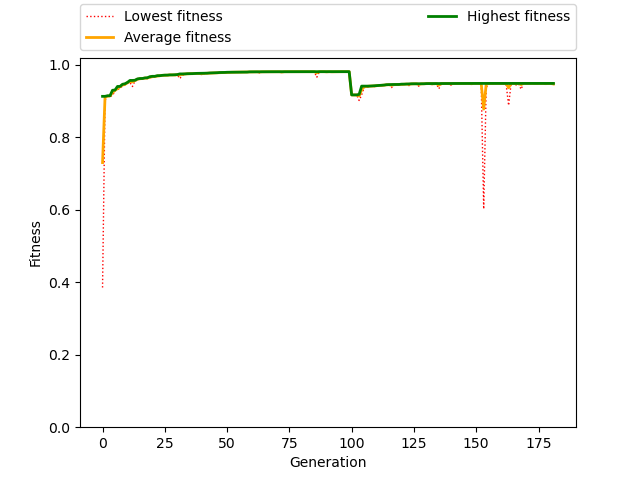 Lowest fitness
Average fitness
Highest fitness
1.0
0.8
0.6
0.4
0.2
0.0
Fitness
0 25 50 75 100 125 150 175
Generation